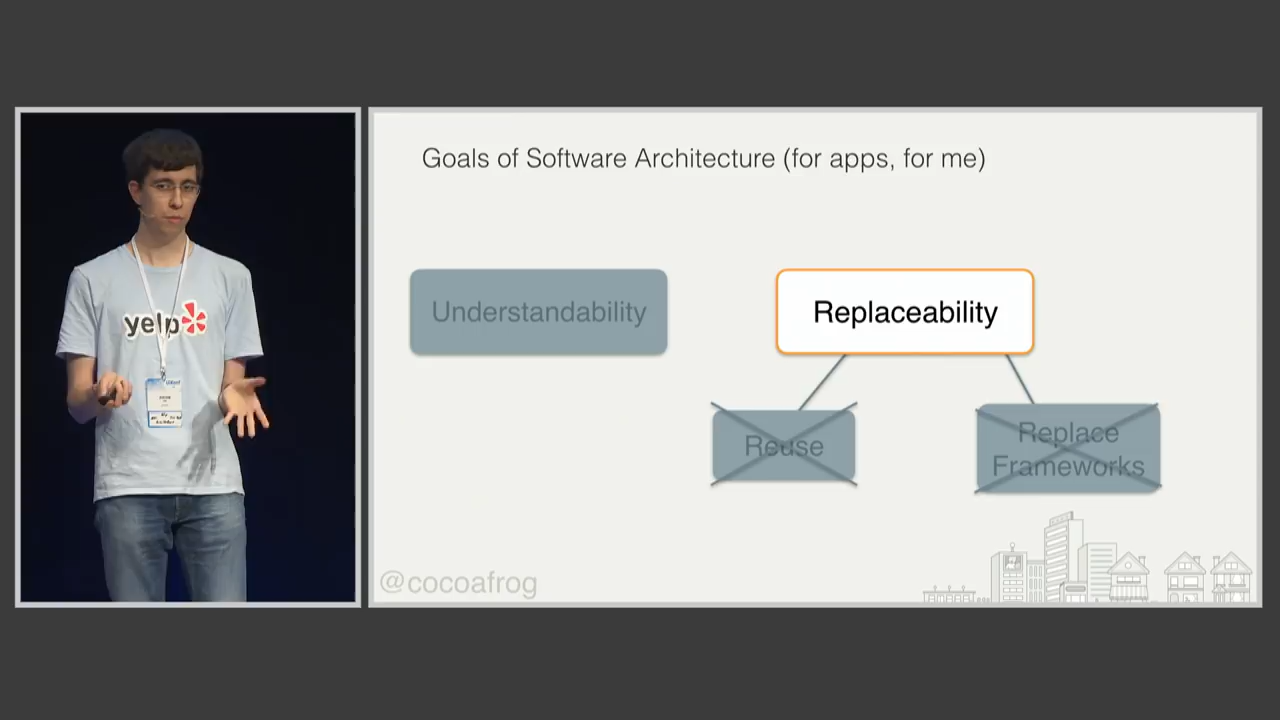 yelp
Goals of Software Architecture (for apps, for me)
Understandability
Replaceability
Reuse
Replace
Frameworks
@cocoafrog